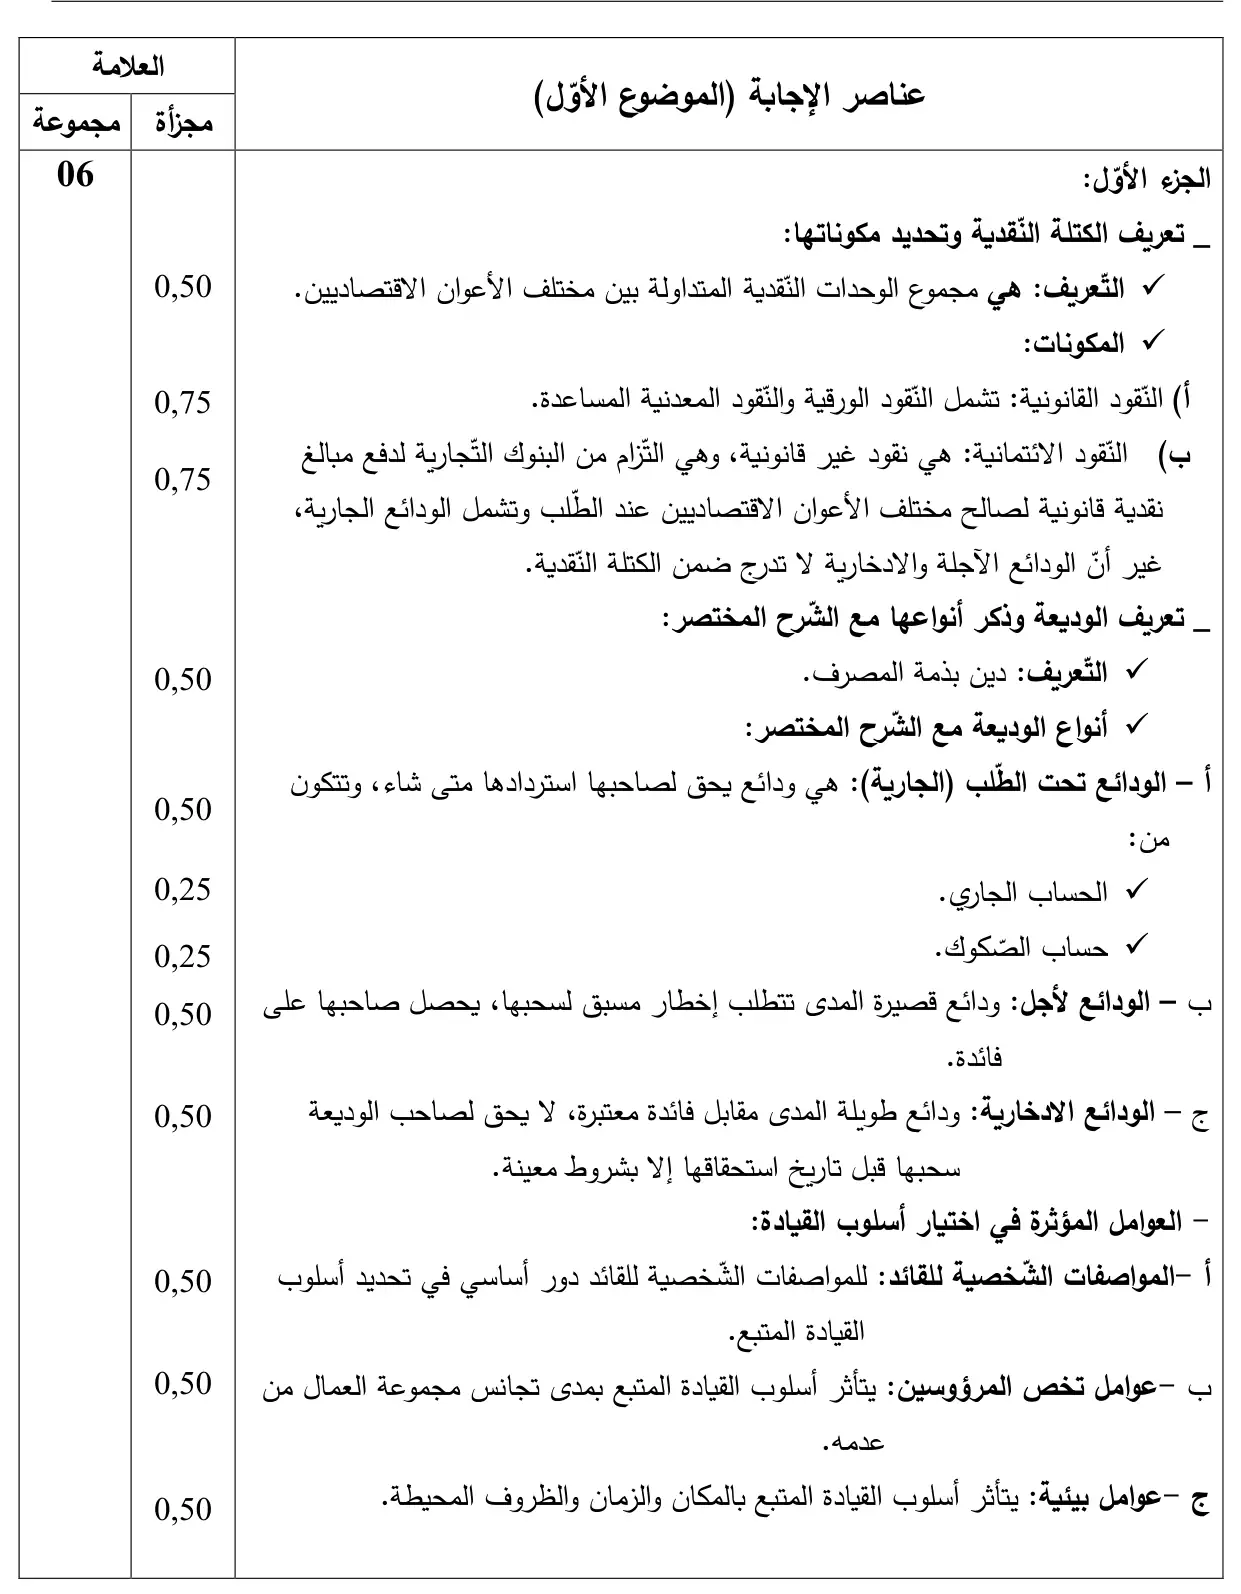 العلامة
عناصر الإجابة (الموضوع الأوّل)
مجموعة
مجزأة
06
الجزء الأوّل:
_ تعريف الكتلة النّقدية وتحديد مكوناتها:
0,50
✓ التّعريف: هي مجموع الوحدات النّقدية المتداولة بين مختلف الأعوان الاقتصاديين.
✓ المكونات:
0,75
أ) النّقود القانونية: تشمل النّقود الورقية والنّقود المعدنية المساعدة.
0,75
ب) النّقود الائتمانية: هي نقود غير قانونية، وهي التّزام من البنوك التّجارية لدفع مبالغ
نقدية قانونية لصالح مختلف الأعوان الاقتصاديين عند الطّلب وتشمل الودائع الجارية،
غير أنّ الودائع الآجلة والادخارية لا تدرج ضمن الكتلة النّقدية.
_ تعريف الوديعة وذكر أنواعها مع الشّرح المختصر:
0,50
✓ التّعريف: دين بذمة المصرف.
✓ أنواع الوديعة مع الشّرح المختصر:
0,50
أ – الودائع تحت الطّلب (الجارية): هي ودائع يحق لصاحبها استردادها متى شاء، وتتكون
من:
0,25
✓ الحساب الجاري.
0,25
✓ حساب الصّكوك.
0,50
ب – الودائع لأجل: ودائع قصيرة المدى تتطلب إخطار مسبق لسحبها، يحصل صاحبها على
فائدة.
0,50
ج – الودائع الادخارية: ودائع طويلة المدى مقابل فائدة معتبرة، لا يحق لصاحب الوديعة
سحبها قبل تاريخ استحقاقها إلا بشروط معينة.
- العوامل المؤثرة في اختيار أسلوب القيادة:
0,50
أ -المواصفات الشّخصية للقائد: للمواصفات الشّخصية للقائد دور أساسي في تحديد أسلوب
القيادة المتبع.
0,50
ب -عوامل تخص المرؤوسين: يتأثر أسلوب القيادة المتبع بمدى تجانس مجموعة العمال من
عدمه.
0,50
ج -عوامل بيئية: يتأثر أسلوب القيادة المتبع بالمكان والزمان والظروف المحيطة.